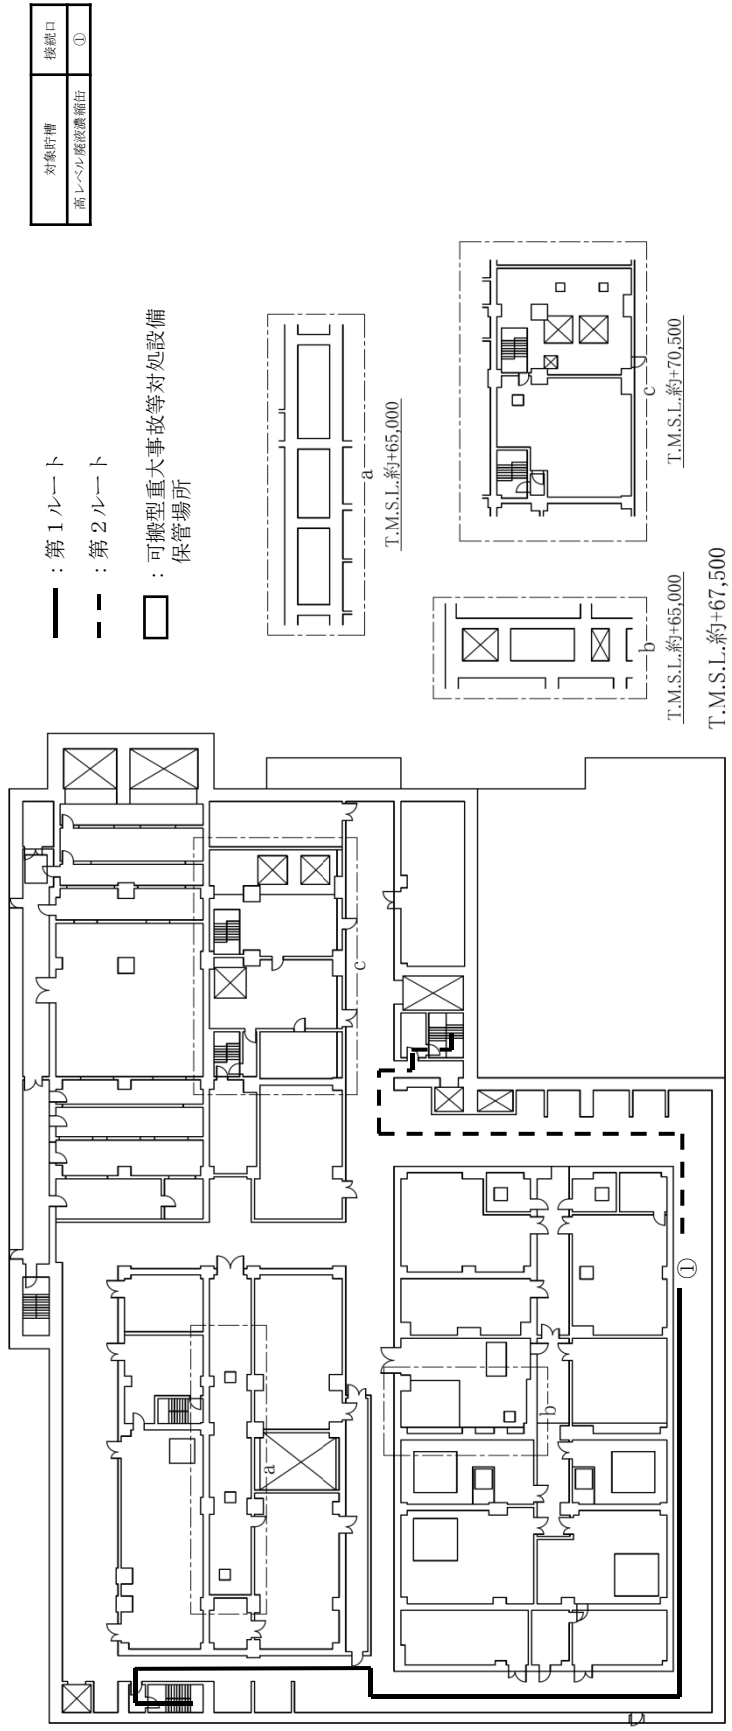 対象貯槽 接続口
高レベル廃液濃縮缶 ①
：第１ルート
：第２ルート
：可搬型重大事故等対処設備
保管場所
a
T.M.S.L.約+65,000
b
T.M.S.L.約+65,000
c
T.M.S.L.約+70,500
T.M.S.L.約+67,500
a
b
c
①